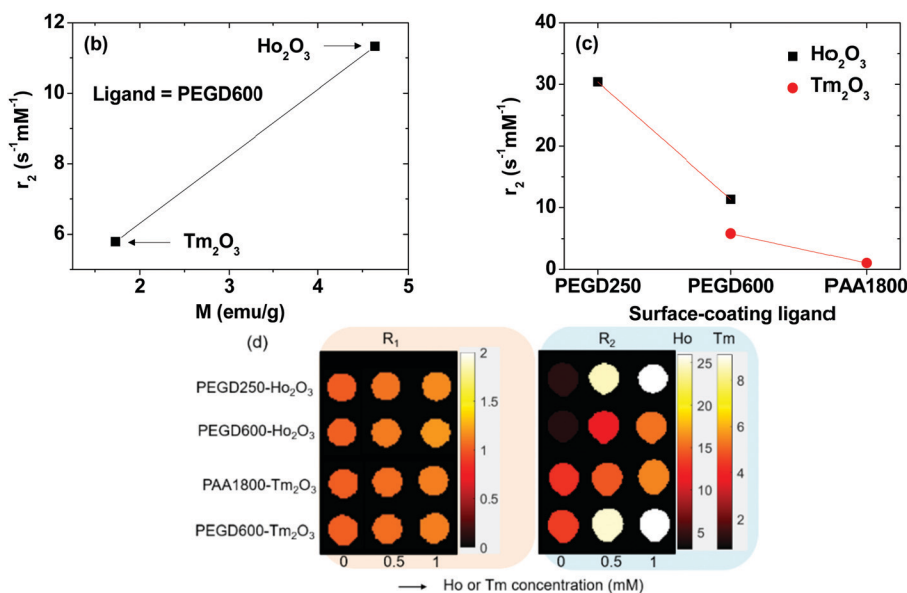 (b)
Ho₂O₃
Ligand = PEGD600
Tm₂O₃
r₂ (s⁻¹mM⁻¹)
12
10
8
6
2
3
4
5
M (emu/g)
(c)
Ho₂O₃
Tm₂O₃
r₂ (s⁻¹mM⁻¹)
40
30
20
10
0
PEGD250 PEGD600 PAA1800
Surface-coating ligand
(d)
R₁
R₂ Ho Tm
PEGD250-Ho₂O₃
PEGD600-Ho₂O₃
PAA1800-Tm₂O₃
PEGD600-Tm₂O₃
2
1.5
1
0.5
0
25
20
15
10
5
8
6
4
2
0 0.5 1
0 0.5 1
Ho or Tm concentration (mM)